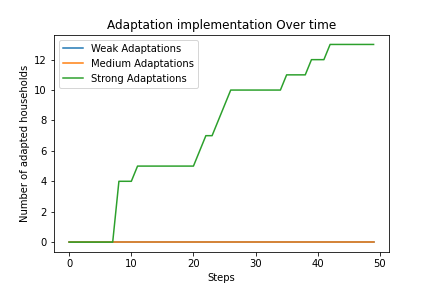 Adaptation implementation Over time
Weak Adaptations
Medium Adaptations
Strong Adaptations
Number of adapted households
12
10
8
6
4
2
0
0 10 20 30 40 50
Steps